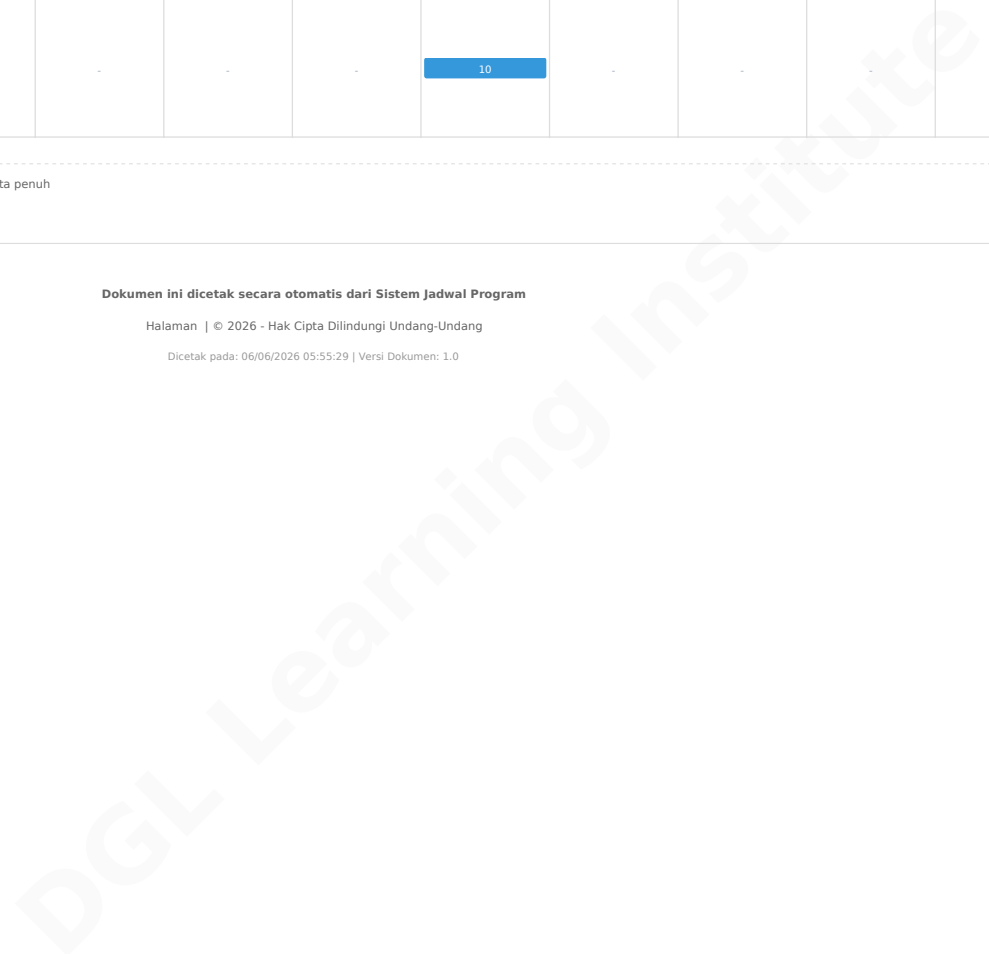 - - - 10 - - -
ta penuh
Dokumen ini dicetak secara otomatis dari Sistem Jadwal Program
Halaman | © 2026 - Hak Cipta Dilindungi Undang-Undang
Dicetak pada: 06/06/2026 05:55:29 | Versi Dokumen: 1.0
DGL Learning Institute